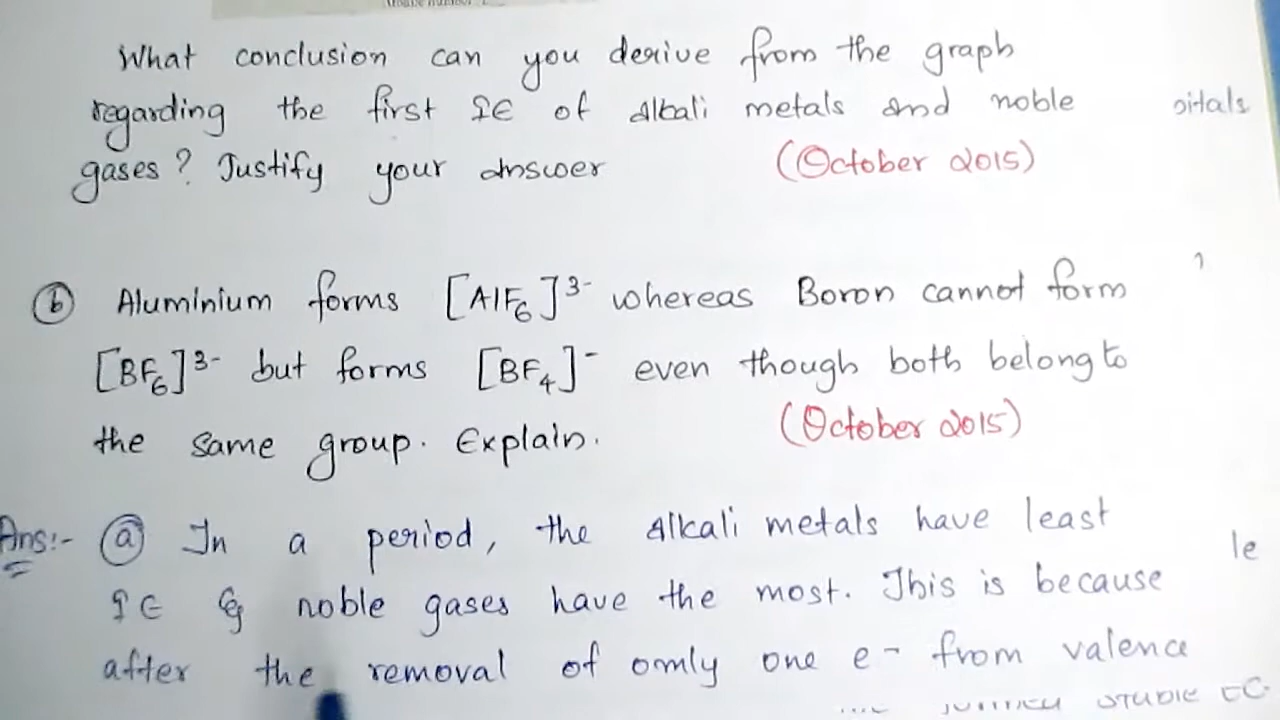 What conclusion can you derive from the graph
regarding the first IE of alkali metals and noble
gases? Justify your answer (October 2015)
ⓑ Aluminium forms [AlF₆]³⁻ whereas Boron cannot form
[BF₆]³⁻ but forms [BF₄]⁻ even though both belong to
the same group. Explain. (October 2015)
Ans:- ⓐ In a period, the alkali metals have least
IE & noble gases have the most. This is because
after the removal of only one e⁻ from valence